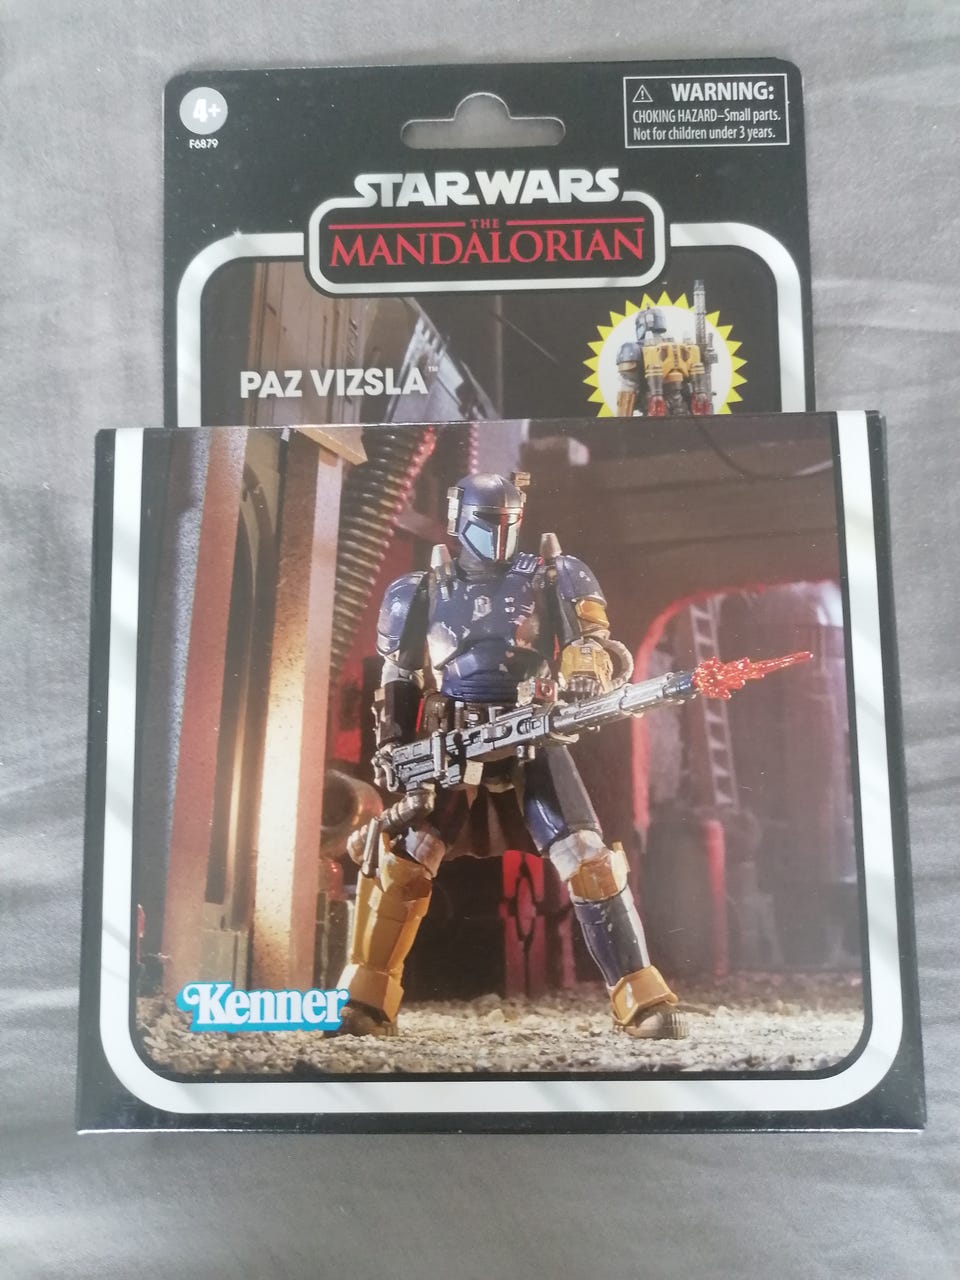 4+
F6879
WARNING:
CHOKING HAZARD–Small parts.
Not for children under 3 years.
STAR WARS
THE
MANDALORIAN
PAZ VIZSLA™
Kenner